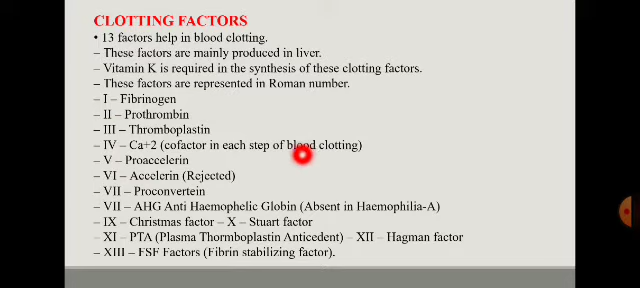 CLOTTING FACTORS
• 13 factors help in blood clotting.
– These factors are mainly produced in liver.
– Vitamin K is required in the synthesis of these clotting factors.
– These factors are represented in Roman number.
– I – Fibrinogen
– II – Prothrombin
– III – Thromboplastin
– IV – Ca+2 (cofactor in each step of blood clotting)
– V – Proaccelerin
– VI – Accelerin (Rejected)
– VII – Proconvertein
– VII – AHG Anti Haemophelic Globin (Absent in Haemophilia-A)
– IX – Christmas factor – X – Stuart factor
– XI – PTA (Plasma Thormboplastin Anticedent) – XII – Hagman factor
– XIII – FSF Factors (Fibrin stabilizing factor).